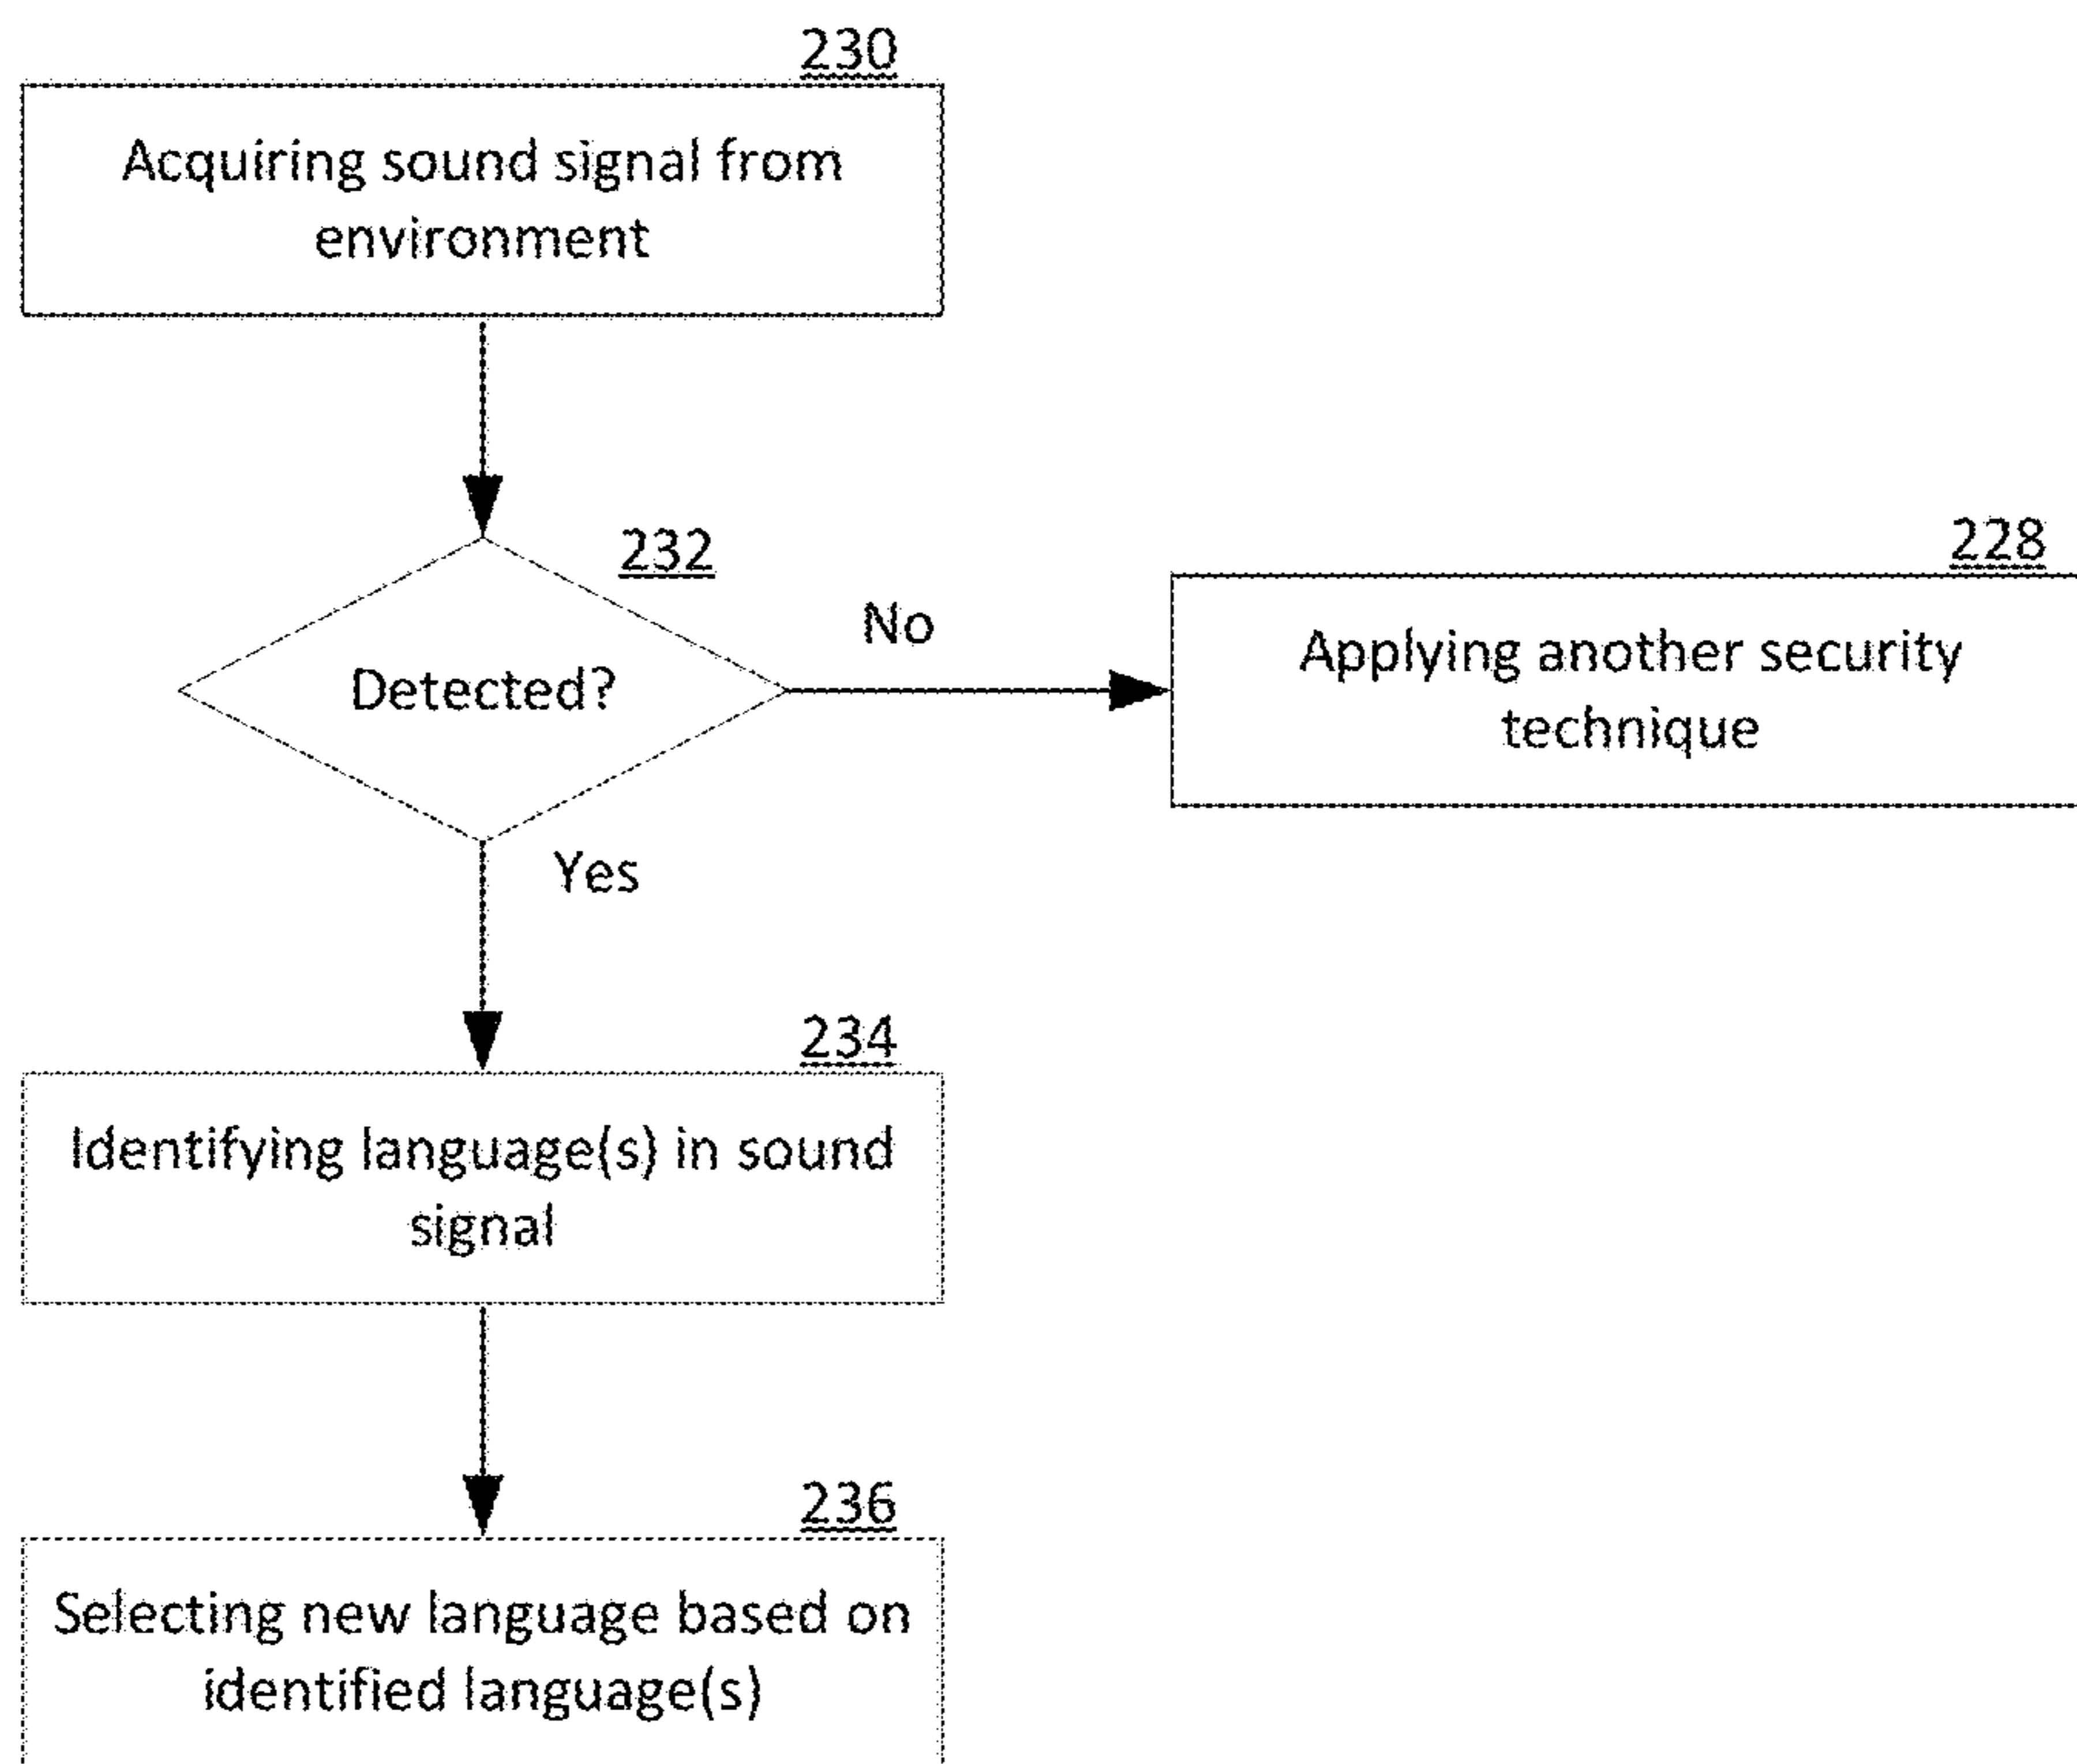 230
Acquiring sound signal from
environment
232
Detected?
No
228
Applying another security
technique
Yes
234
Identifying language(s) in sound
signal
236
Selecting new language based on
identified language(s)